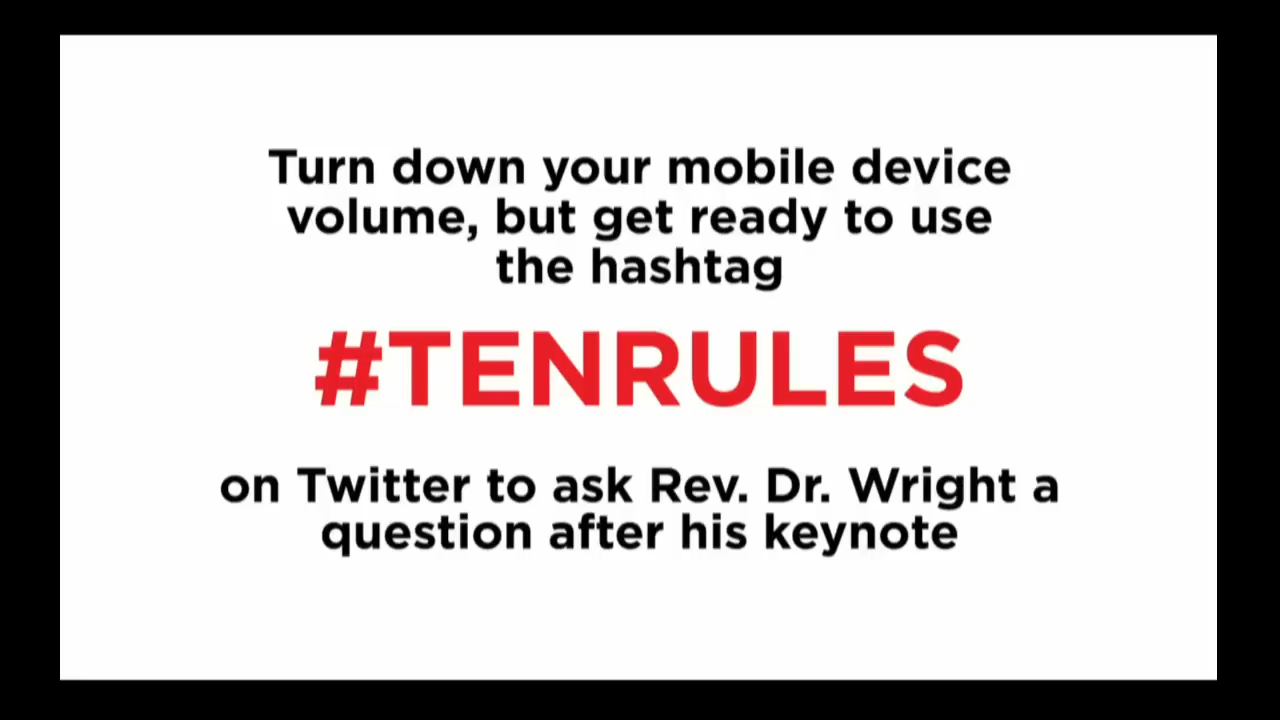 Turn down your mobile device
volume, but get ready to use
the hashtag
#TENRULES
on Twitter to ask Rev. Dr. Wright a
question after his keynote